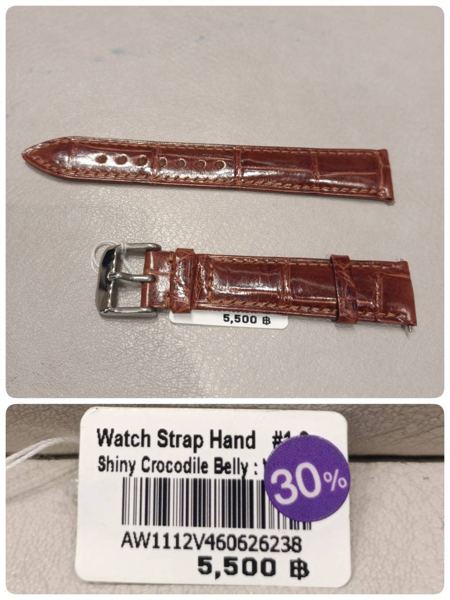 5,500 ฿
Watch Strap Hand
Shiny Crocodile Belly :
30%
AW1112V460626238
5,500 ฿